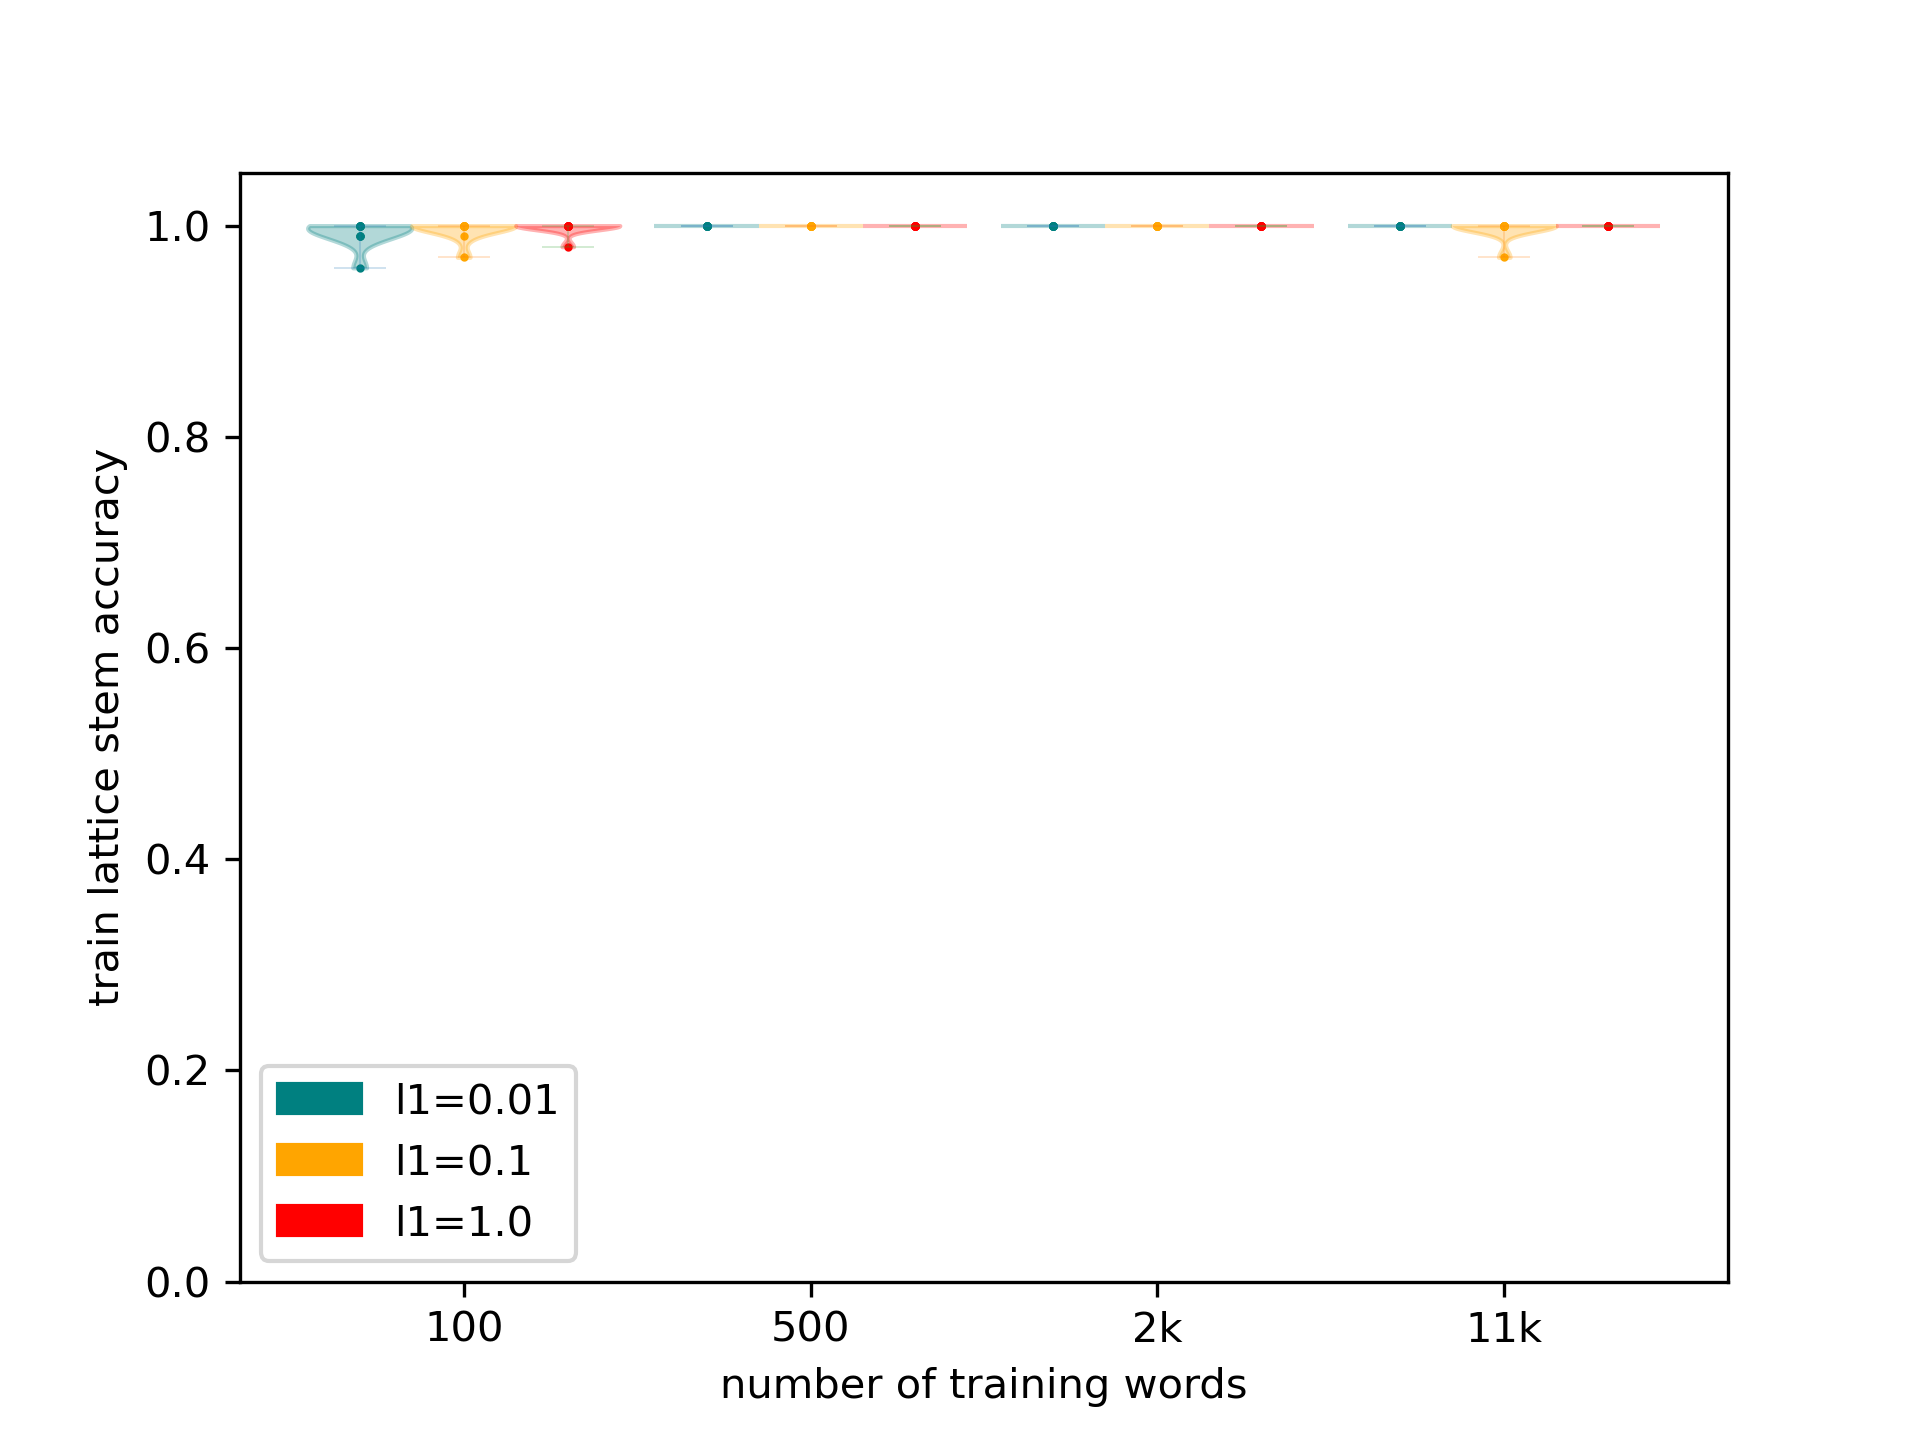 1.0
0.8
0.6
0.4
0.2
0.0
train lattice stem accuracy
l1=0.01
l1=0.1
l1=1.0
100 500 2k 11k
number of training words